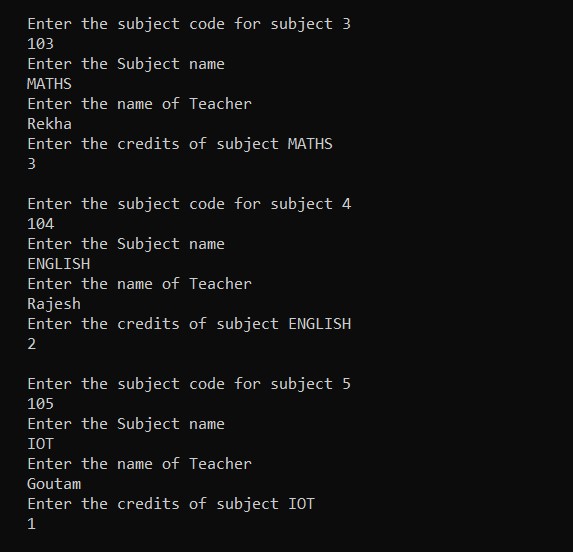 Enter the subject code for subject 3
103
Enter the Subject name
MATHS
Enter the name of Teacher
Rekha
Enter the credits of subject MATHS
3
Enter the subject code for subject 4
104
Enter the Subject name
ENGLISH
Enter the name of Teacher
Rajesh
Enter the credits of subject ENGLISH
2
Enter the subject code for subject 5
105
Enter the Subject name
IOT
Enter the name of Teacher
Goutam
Enter the credits of subject IOT
1